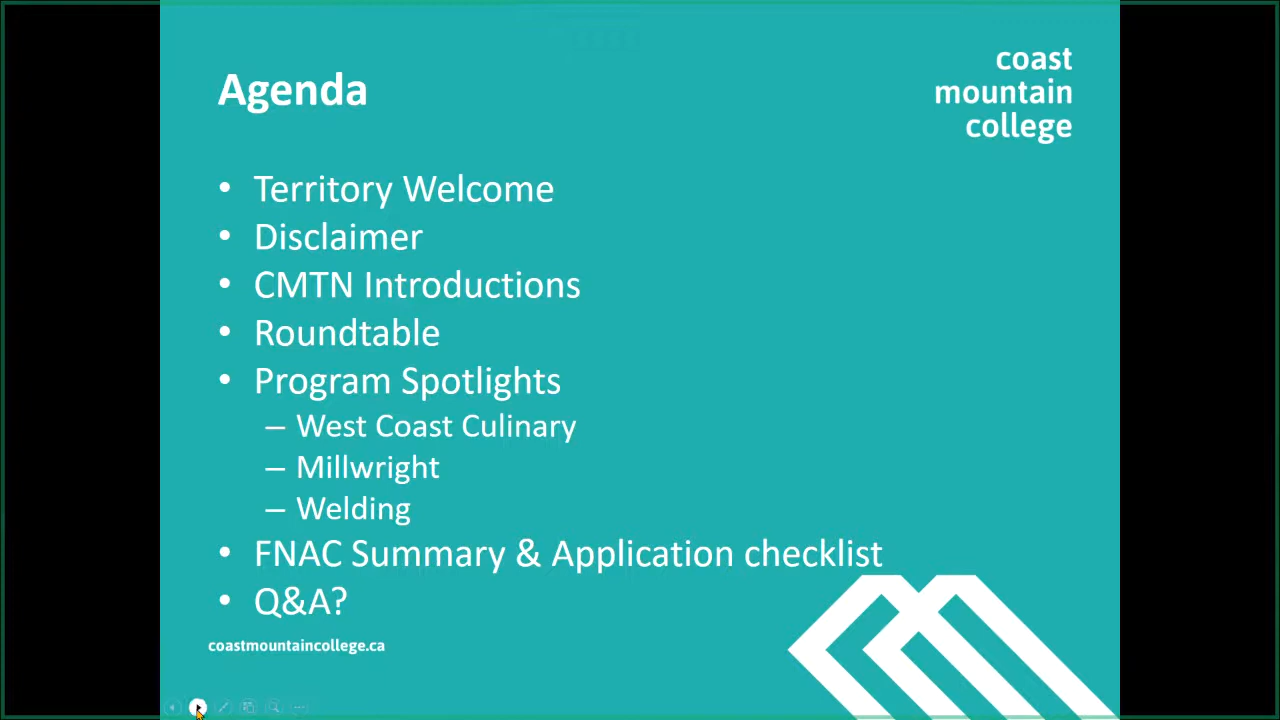 Agenda
coast
mountain
college
• Territory Welcome
• Disclaimer
• CMTN Introductions
• Roundtable
• Program Spotlights
– West Coast Culinary
– Millwright
– Welding
• FNAC Summary & Application checklist
• Q&A?
coastmountaincollege.ca